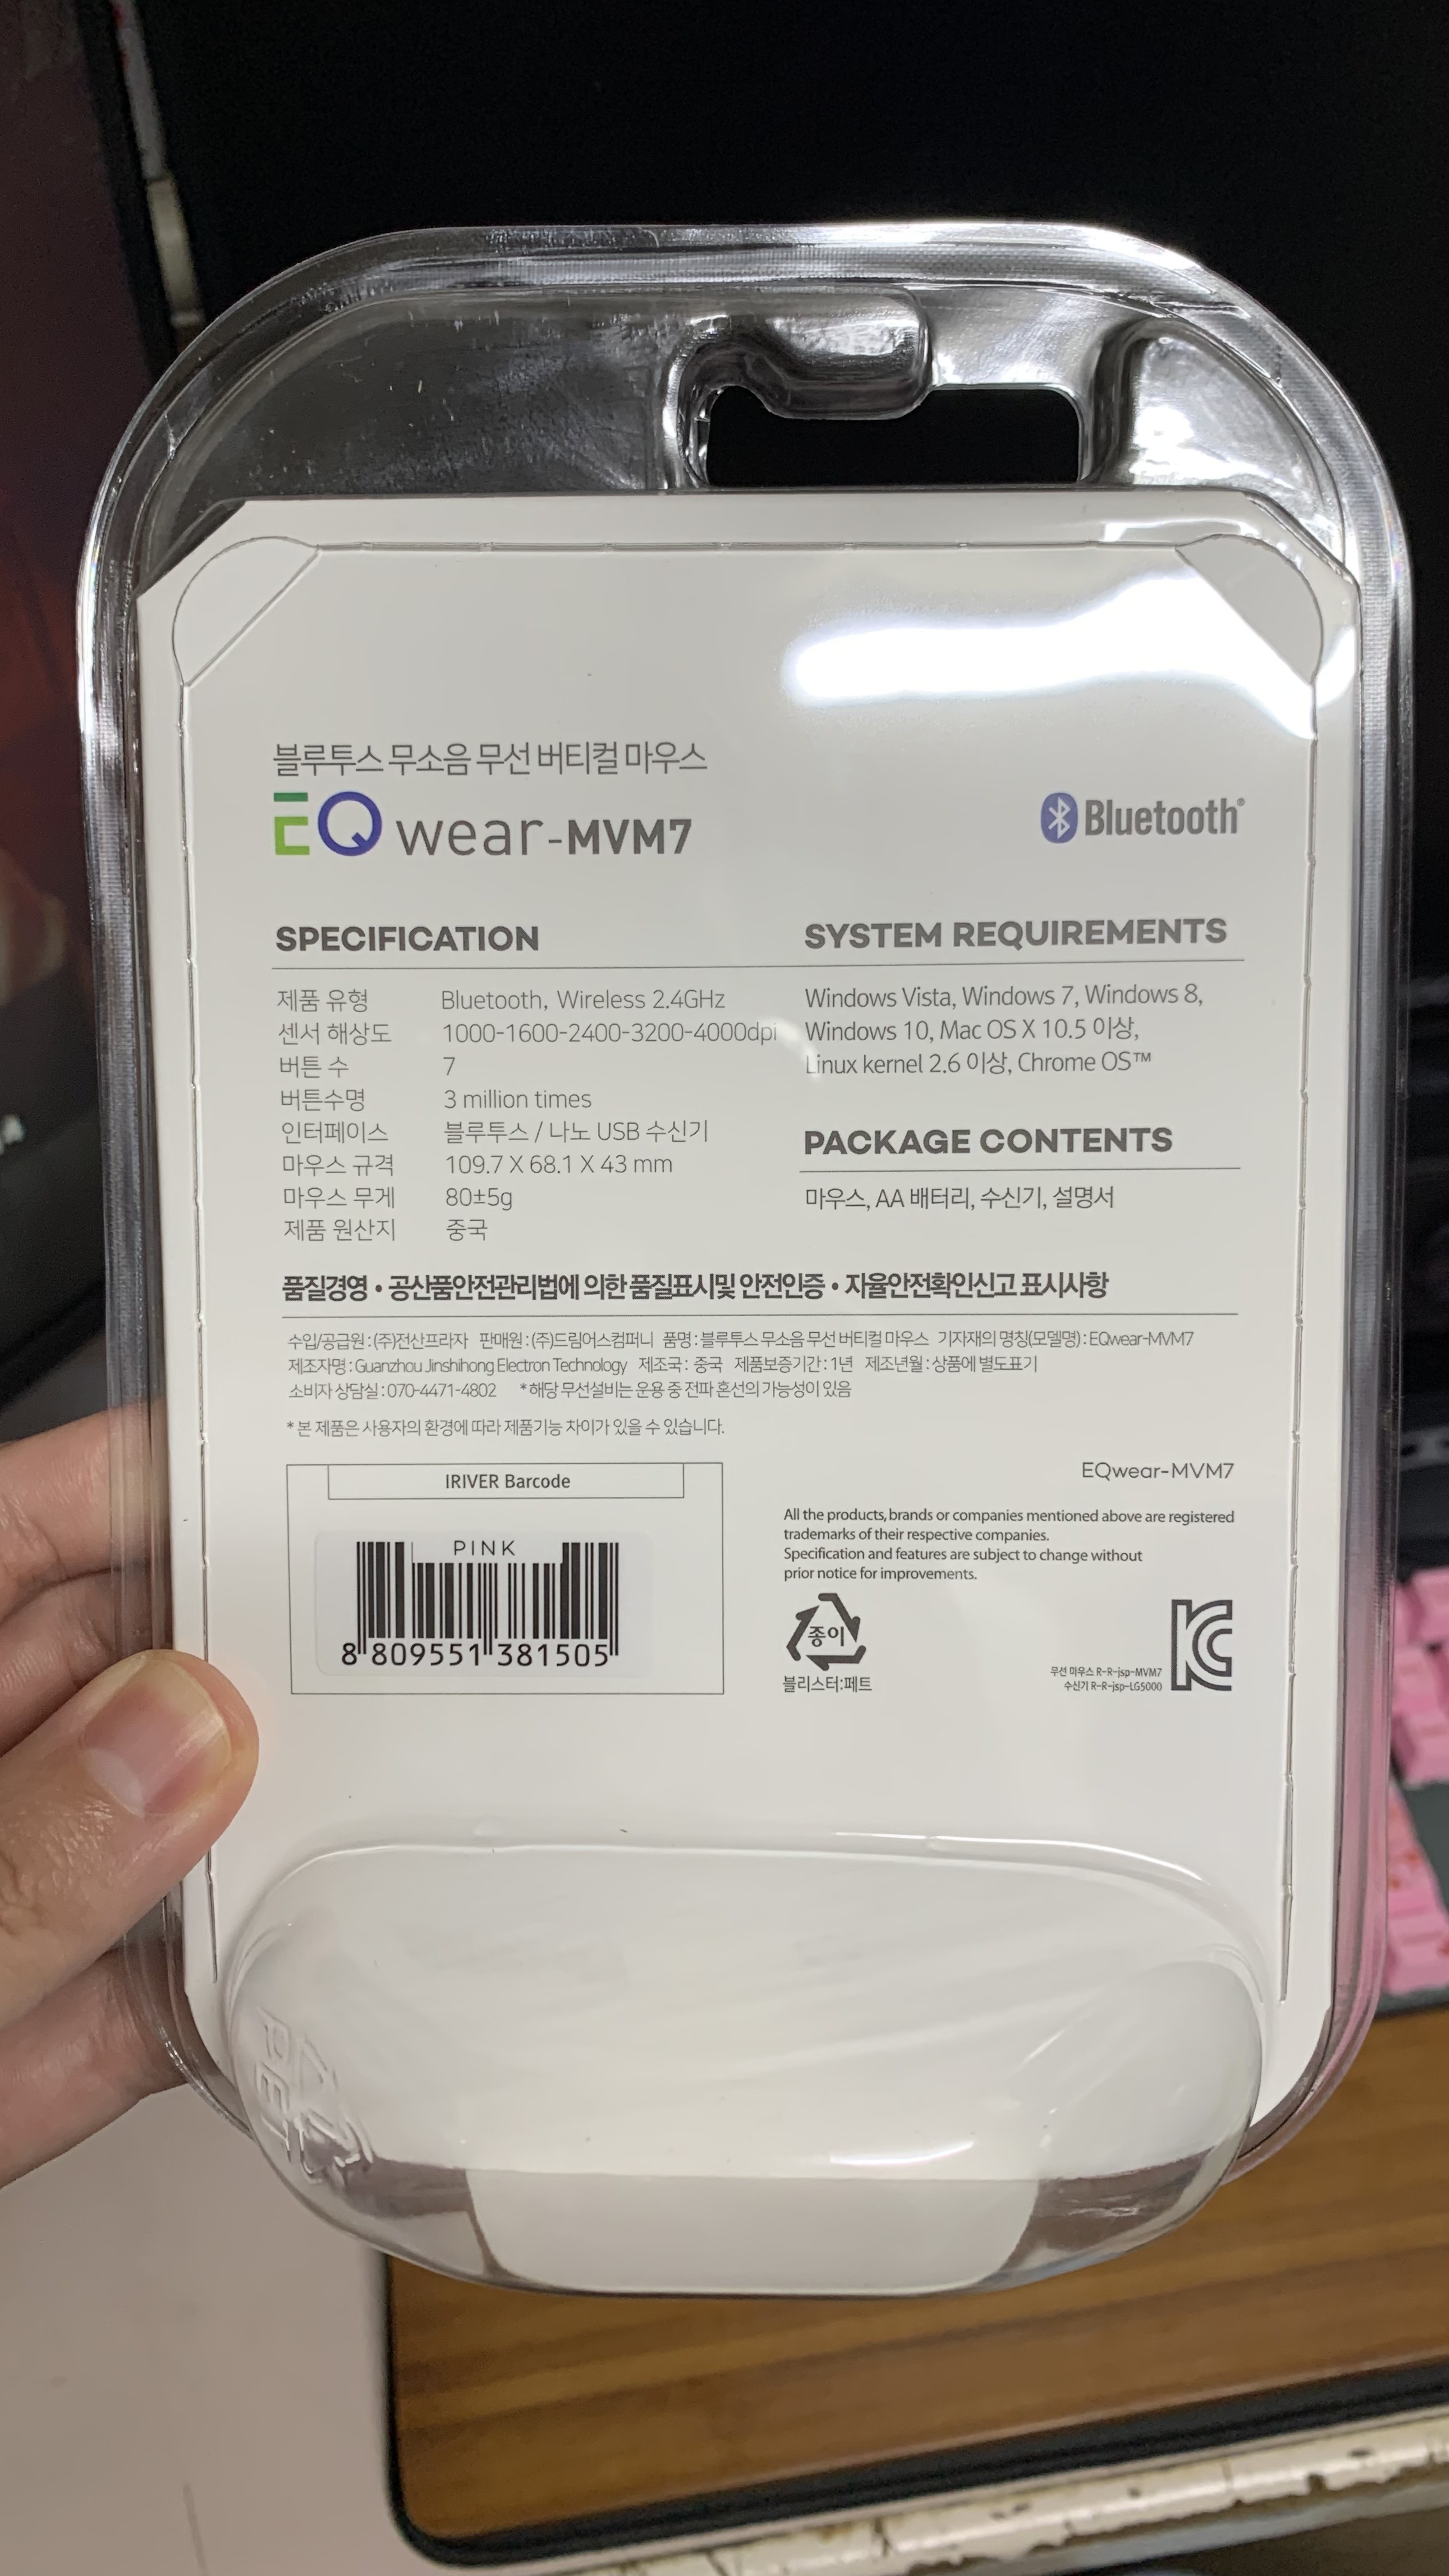 블루투스 무소음 무선 버티컬 마우스
EQ wear-MVM7
Bluetooth®
SPECIFICATION
제품 유형 Bluetooth, Wireless 2.4GHz
센서 해상도 1000-1600-2400-3200-4000dpi
버튼 수 7
버튼수명 3 million times
인터페이스 블루투스 / 나노 USB 수신기
마우스 규격 109.7 X 68.1 X 43 mm
마우스 무게 80±5g
제품 원산지 중국
SYSTEM REQUIREMENTS
Windows Vista, Windows 7, Windows 8,
Windows 10, Mac OS X 10.5 이상,
Linux kernel 2.6 이상, Chrome OS™
PACKAGE CONTENTS
마우스, AA 배터리, 수신기, 설명서
품질경영 • 공산품안전관리법에 의한 품질표시및 안전인증 • 자율안전확인신고 표시사항
수입/공급원 : (주)전산프라자 판매원 : (주)드림어스컴퍼니 품명 : 블루투스 무소음 무선 버티컬 마우스 기자재의 명칭(모델명) : EQwear-MVM7
제조자명 : Guanzhou Jinshihong Electron Technology 제조국 : 중국 제품보증기간 : 1년 제조년월 : 상품에 별도표기
소비자 상담실 : 070-4471-4802 * 해당 무선설비는 운용 중 전파 혼선의 가능성이 있음
* 본 제품은 사용자의 환경에 따라 제품기능 차이가 있을 수 있습니다.
IRIVER Barcode
PINK
8 809551 381505
EQwear-MVM7
All the products, brands or companies mentioned above are registered
trademarks of their respective companies.
Specification and features are subject to change without
prior notice for improvements.
종이
블리스터:페트
무선 마우스 R-R-jsp-MVM7
수신기 R-R-jsp-LG5000
KC
PET